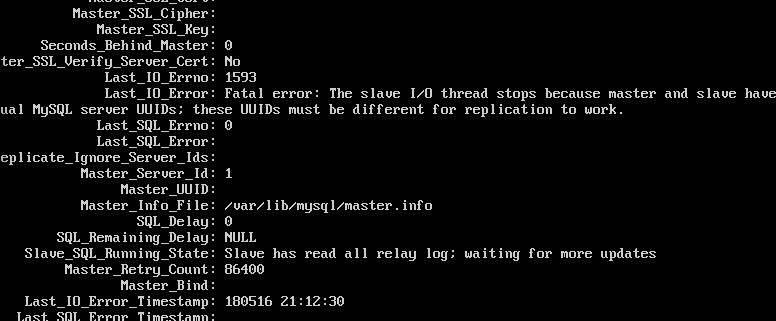 Master_SSL_Cert:
Master_SSL_Cipher:
Master_SSL_Key:
Seconds_Behind_Master: 0
ter_SSL_Verify_Server_Cert: No
Last_IO_Errno: 1593
Last_IO_Error: Fatal error: The slave I/O thread stops because master and slave have
ual MySQL server UUIDs; these UUIDs must be different for replication to work.
Last_SQL_Errno: 0
Last_SQL_Error:
eplicate_Ignore_Server_Ids:
Master_Server_Id: 1
Master_UUID:
Master_Info_File: /var/lib/mysql/master.info
SQL_Delay: 0
SQL_Remaining_Delay: NULL
Slave_SQL_Running_State: Slave has read all relay log; waiting for more updates
Master_Retry_Count: 86400
Master_Bind:
Last_IO_Error_Timestamp: 180516 21:12:30
Last_SQL_Error_Timestamp: